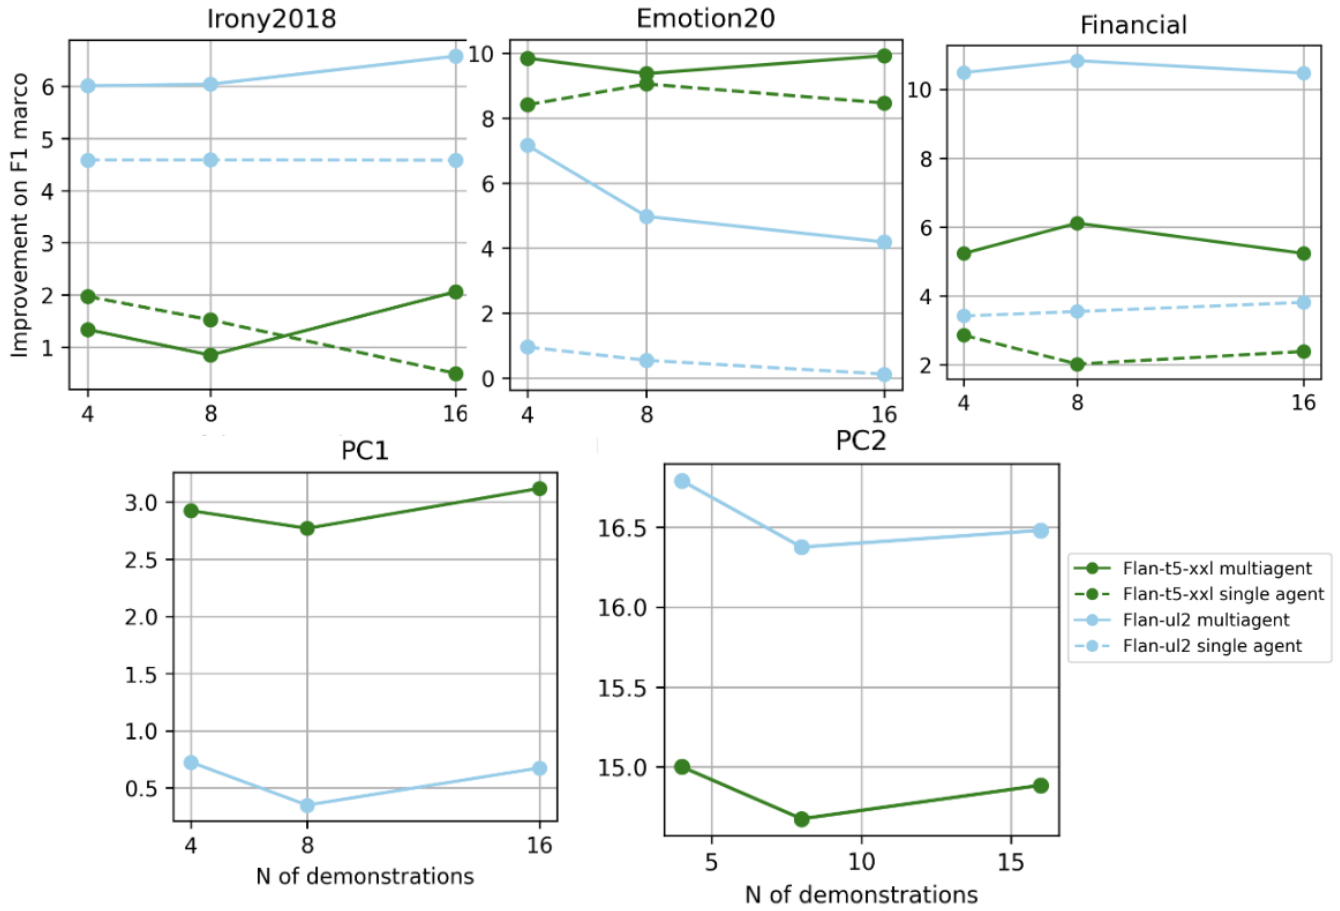 Irony2018
Emotion20
Financial
Improvement on F1 marco
6
5
4
3
2
1
4 8 16
10
8
6
4
2
0
4 8 16
10
8
6
4
2
4 8 16
PC1
3.0
2.5
2.0
1.5
1.0
0.5
4 8 16
N of demonstrations
PC2
16.5
16.0
15.5
15.0
5 10 15
N of demonstrations
Flan-t5-xxl multiagent
Flan-t5-xxl single agent
Flan-ul2 multiagent
Flan-ul2 single agent